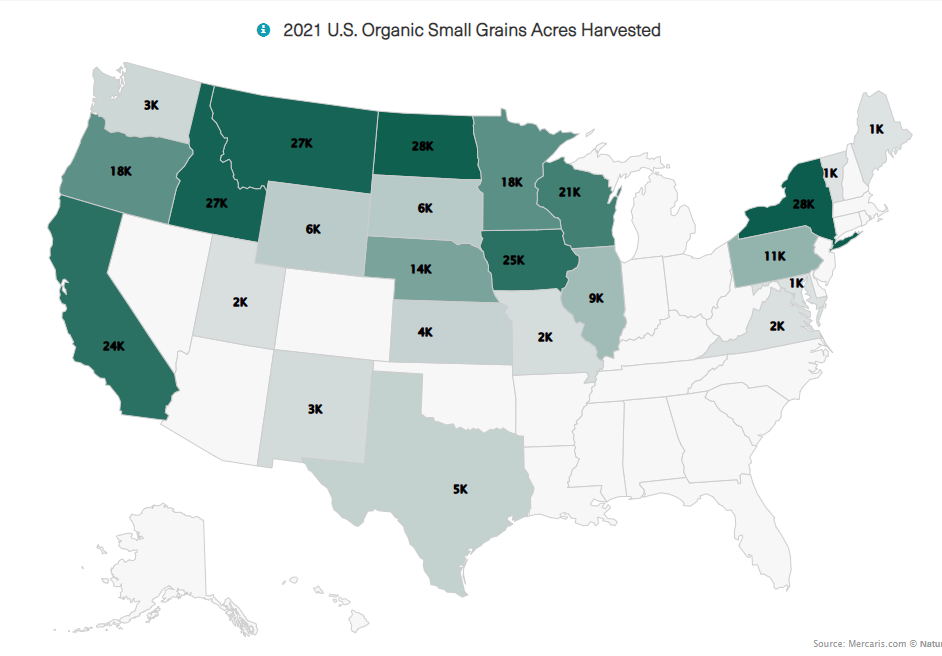 2021 U.S. Organic Small Grains Acres Harvested
3K
27K
28K
1K
18K
18K
21K
1K
27K
6K
6K
28K
25K
11K
14K
1K
2K
9K
4K
2K
2K
24K
3K
5K
Source: Mercaris.com © Natu